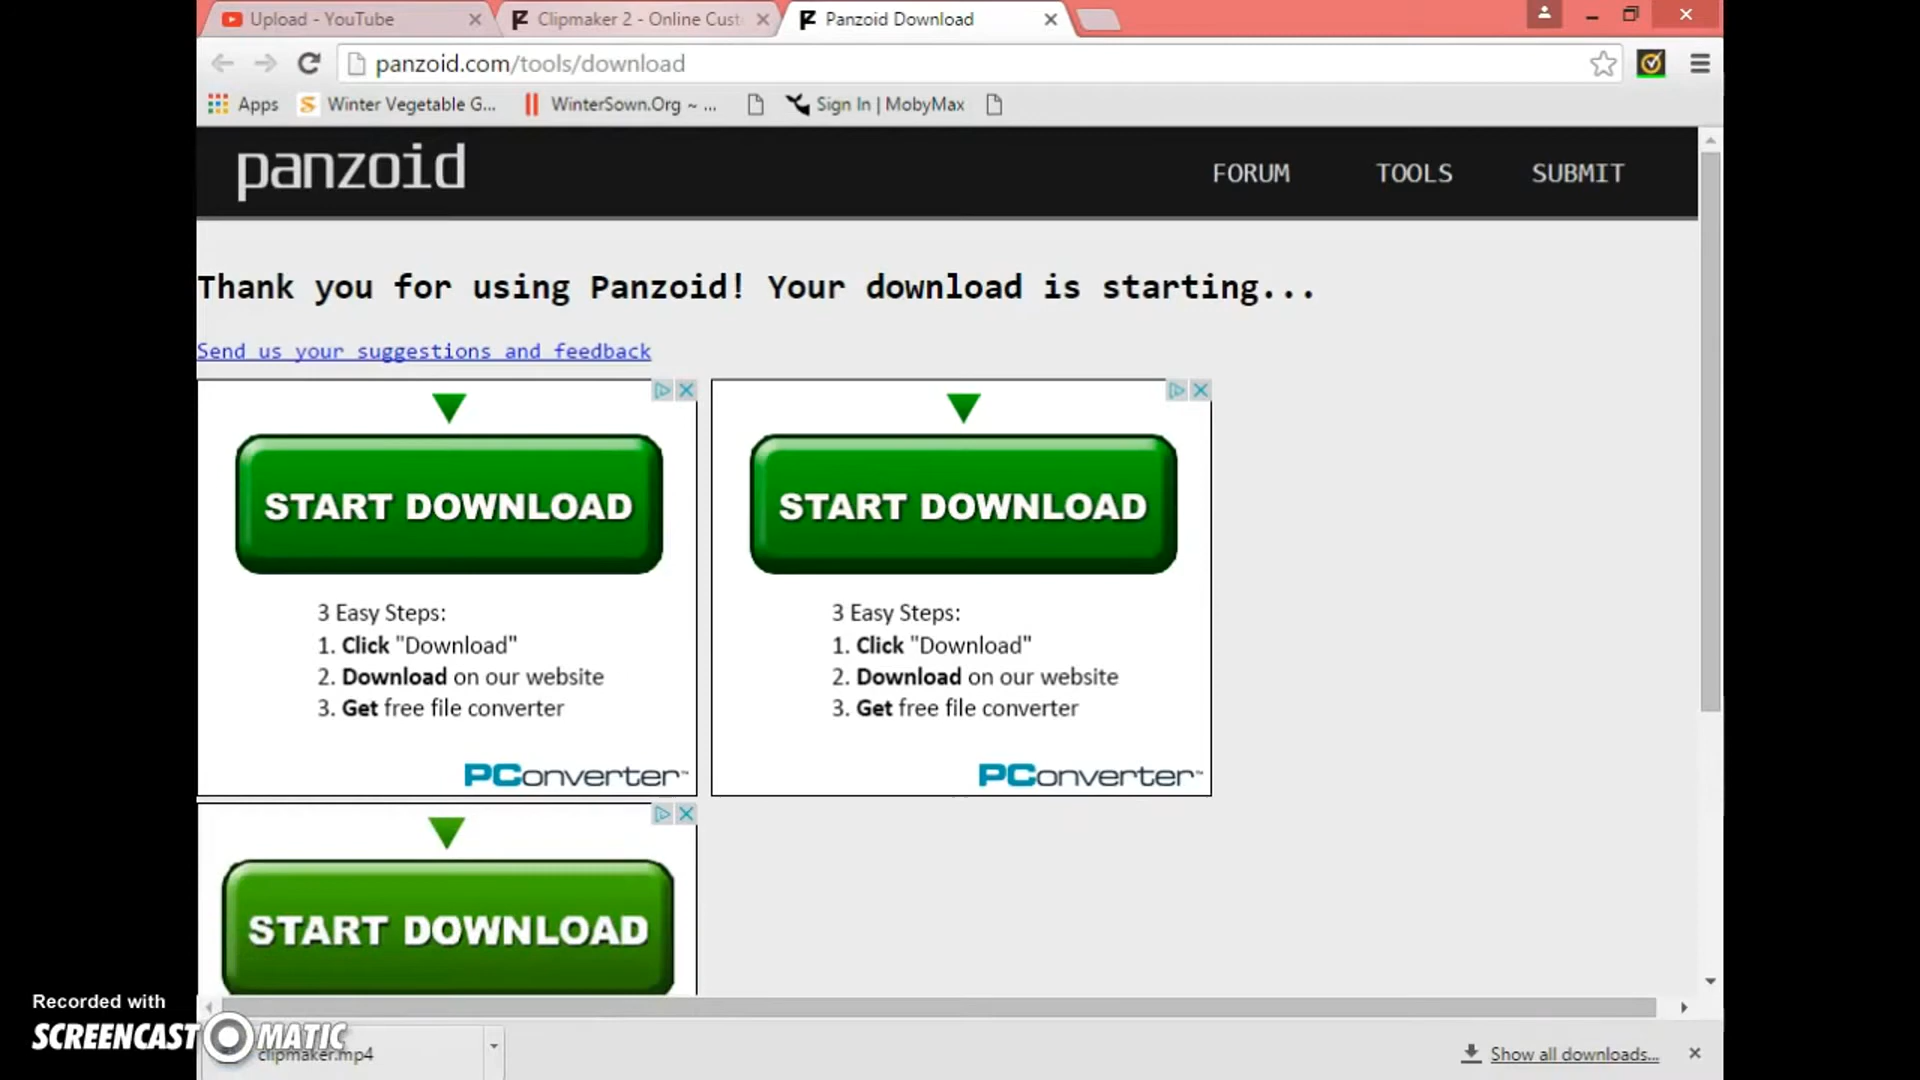 Upload - YouTube
Clipmaker 2 - Online Cust
Panzoid Download
panzoid.com/tools/download
Apps
Winter Vegetable G...
WinterSown.Org ~ ...
Sign In | MobyMax
panzoid
FORUM
TOOLS
SUBMIT
Thank you for using Panzoid! Your download is starting...
Send us your suggestions and feedback
START DOWNLOAD
3 Easy Steps:
1. Click "Download"
2. Download on our website
3. Get free file converter
PConverter™
START DOWNLOAD
3 Easy Steps:
1. Click "Download"
2. Download on our website
3. Get free file converter
PConverter™
START DOWNLOAD
Recorded with
SCREENCAST MATIC
clipmaker.mp4
Show all downloads...